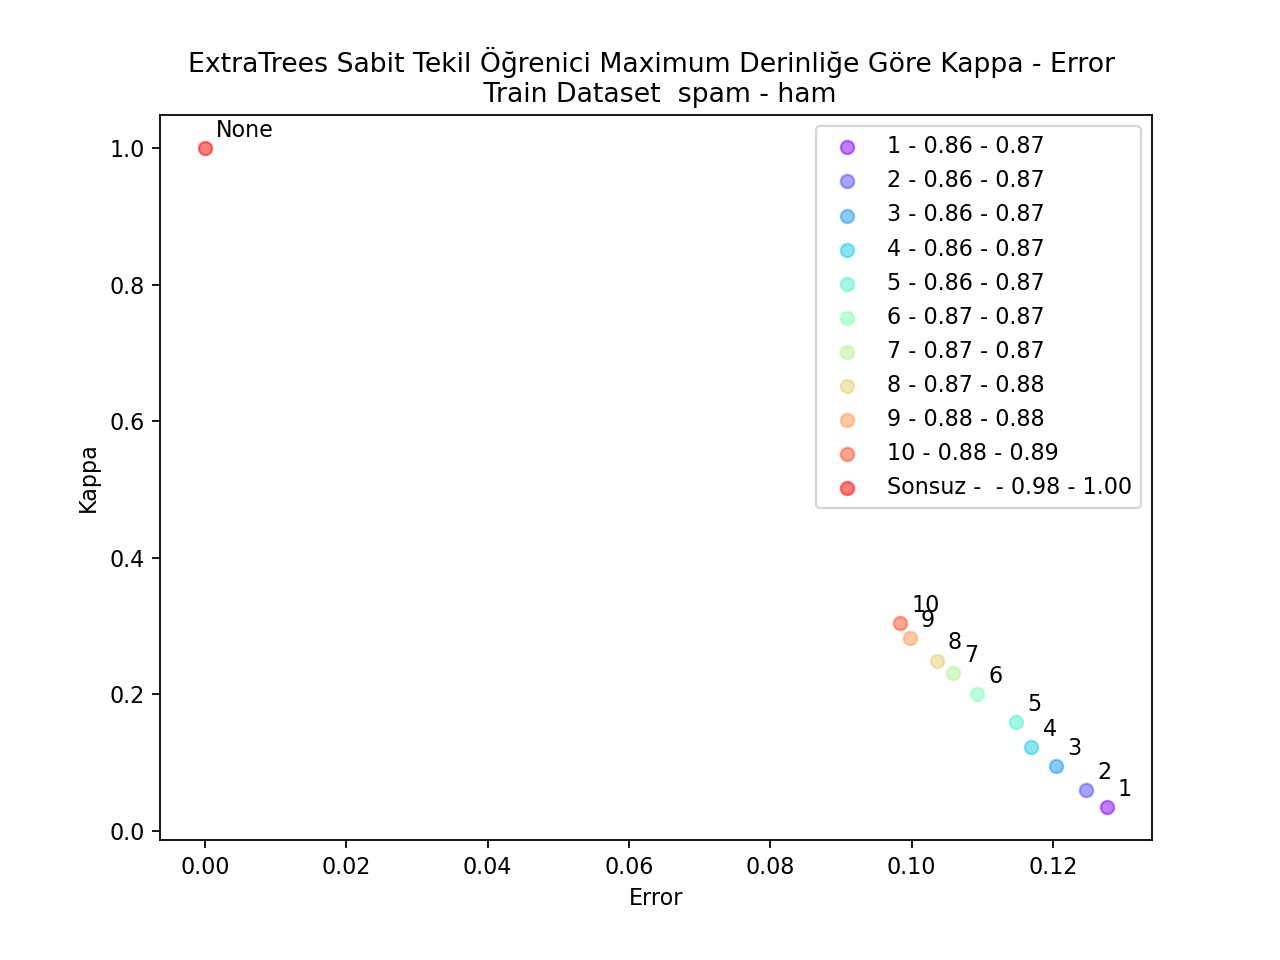 ExtraTrees Sabit Tekil Öğrenici Maximum Derinliğe Göre Kappa - Error
Train Dataset  spam - ham
None
1 - 0.86 - 0.87
2 - 0.86 - 0.87
3 - 0.86 - 0.87
4 - 0.86 - 0.87
5 - 0.86 - 0.87
6 - 0.87 - 0.87
7 - 0.87 - 0.87
8 - 0.87 - 0.88
9 - 0.88 - 0.88
10 - 0.88 - 0.89
Sonsuz -  - 0.98 - 1.00
1.0
0.8
0.6
0.4
0.2
0.0
Kappa
10
9
8
7
6
5
4
3
2
1
0.00
0.02
0.04
0.06
0.08
0.10
0.12
Error